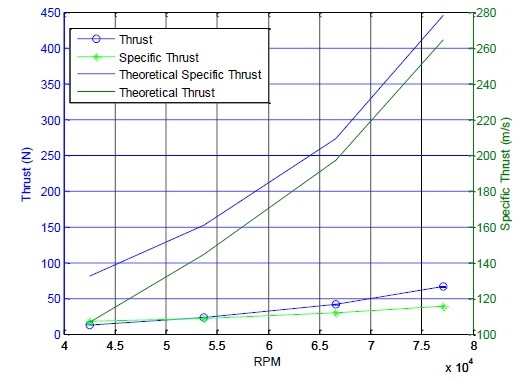 450
400
350
300
250
200
150
100
50
0
Thrust (N)
Thrust
Specific Thrust
Theoretical Specific Thrust
Theoretical Thrust
280
260
240
220
200
180
160
140
120
100
Specific Thrust (m/s)
4 4.5 5 5.5 6 6.5 7 7.5 8
RPM
x 10⁴